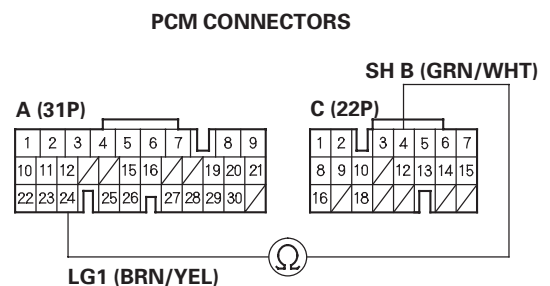 PCM CONNECTORS
SH B (GRN/WHT)
A (31P)
C (22P)
1 2 3 4 5 6 7 8 9
1 2 3 4 5 6 7
10 11 12 15 16 19 20 21
8 9 10 12 13 14 15
22 23 24 25 26 27 28 29 30
16 18
Ω
LG1 (BRN/YEL)